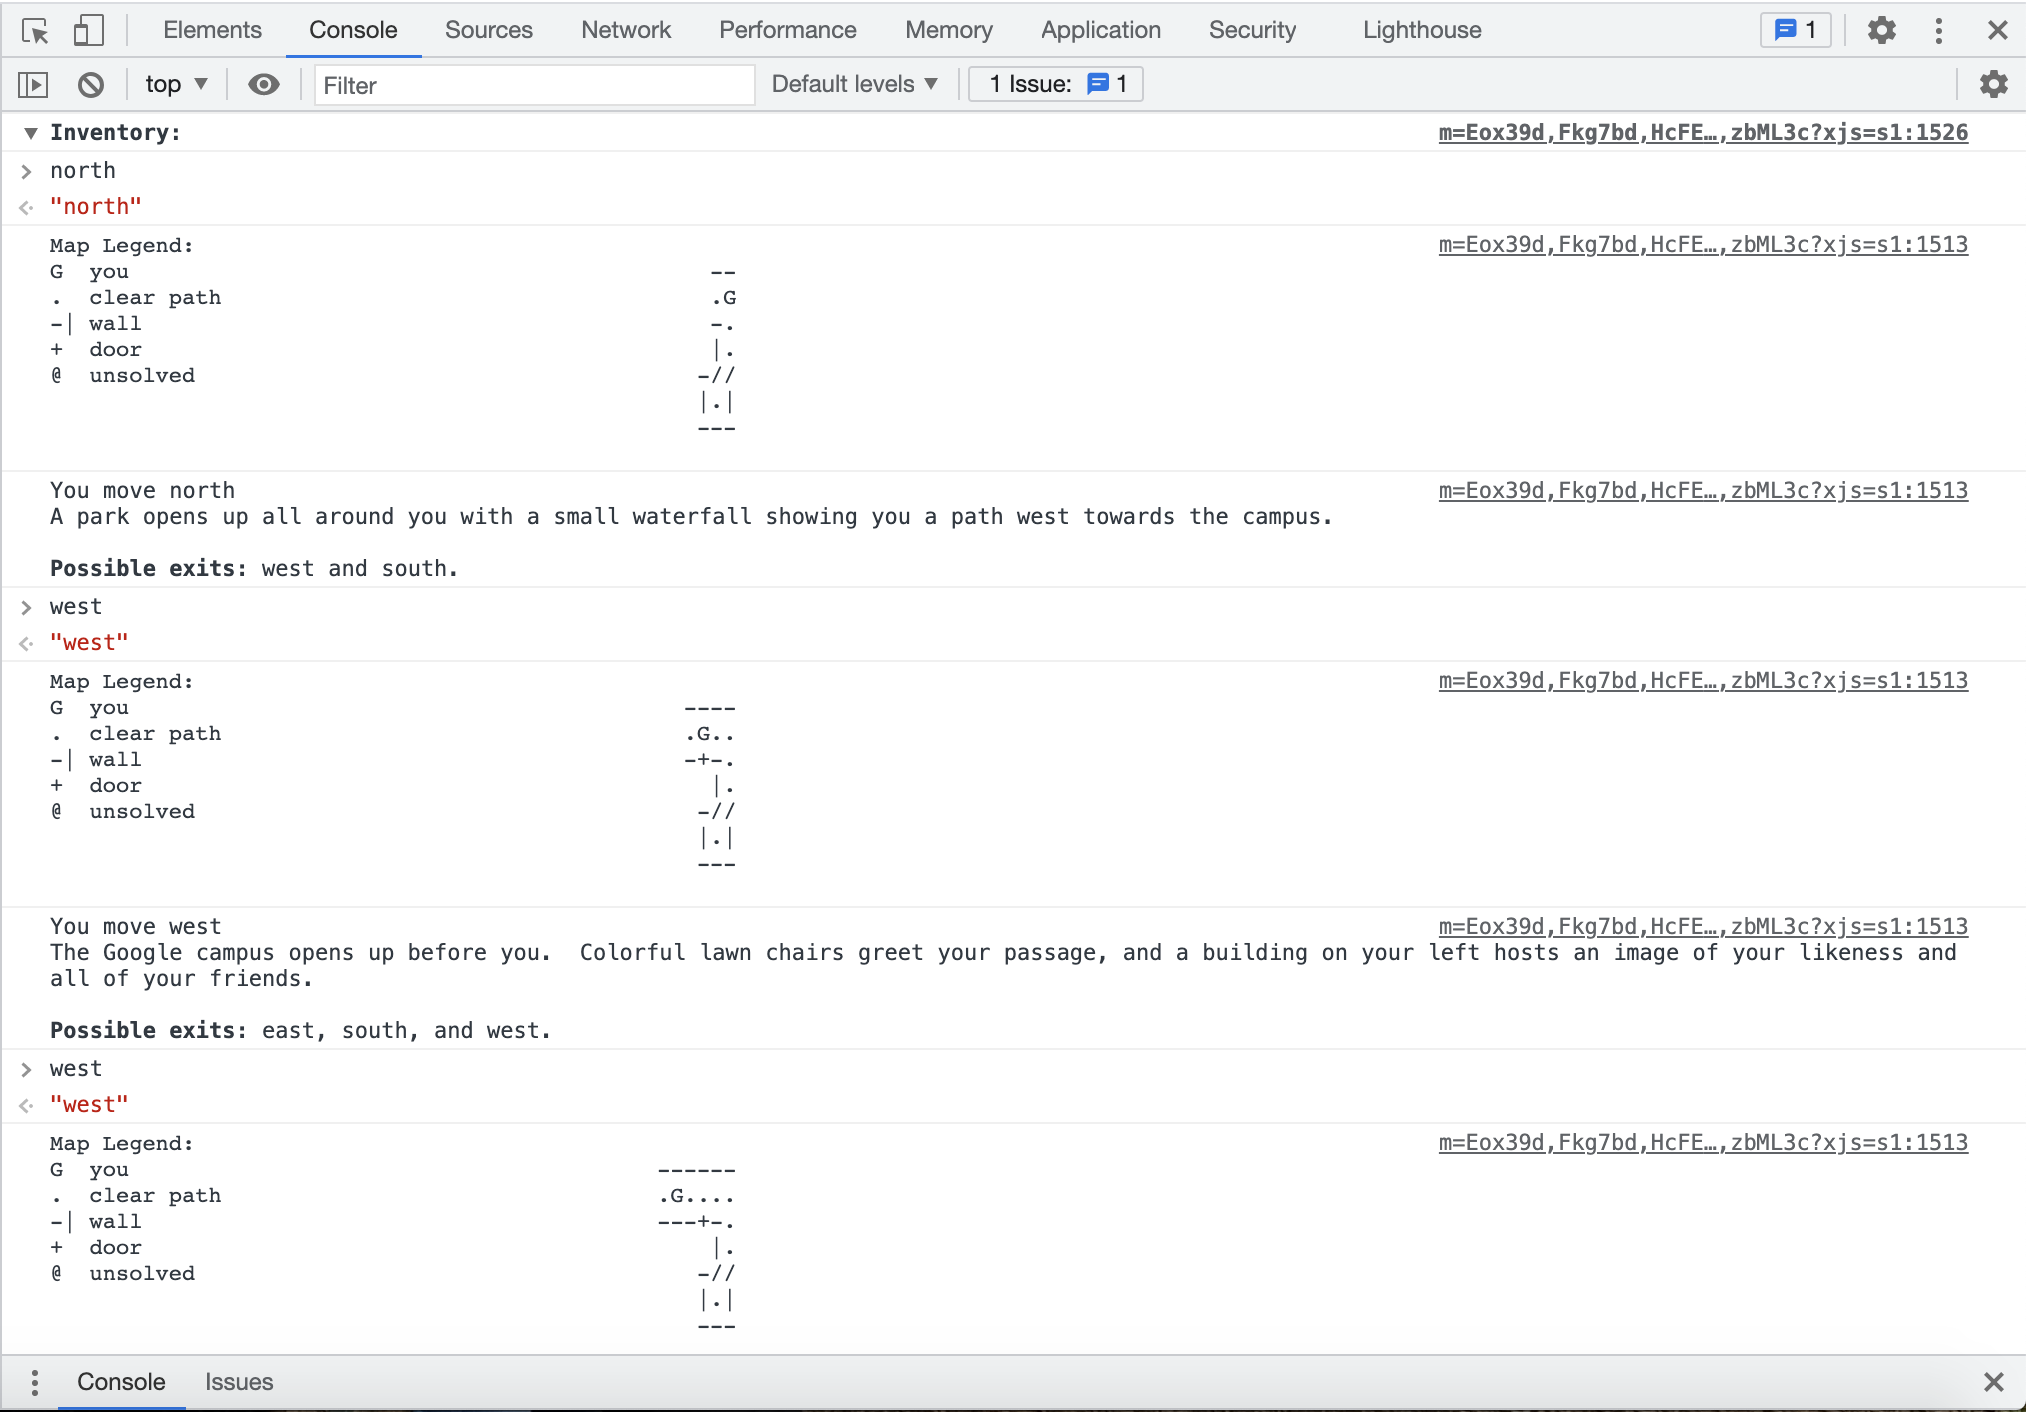 Elements Console Sources Network Performance Memory Application Security Lighthouse 1
top ▼ Filter Default levels ▼ 1 Issue: 1
▼ Inventory: m=Eox39d,Fkg7bd,HcFE…,zbML3c?xjs=s1:1526
> north
"north"
Map Legend: m=Eox39d,Fkg7bd,HcFE…,zbML3c?xjs=s1:1513
G  you                                            --
.  clear path                                     .G
-| wall                                           -.
+  door                                           |.
@  unsolved                                      -//
                                                 |.|
                                                 ---
You move north m=Eox39d,Fkg7bd,HcFE…,zbML3c?xjs=s1:1513
A park opens up all around you with a small waterfall showing you a path west towards the campus.
Possible exits: west and south.
> west
"west"
Map Legend: m=Eox39d,Fkg7bd,HcFE…,zbML3c?xjs=s1:1513
G  you                                          ----
.  clear path                                   .G..
-| wall                                         -+-.
+  door                                           |.
@  unsolved                                      -//
                                                 |.|
                                                 ---
You move west m=Eox39d,Fkg7bd,HcFE…,zbML3c?xjs=s1:1513
The Google campus opens up before you.  Colorful lawn chairs greet your passage, and a building on your left hosts an image of your likeness and
all of your friends.
Possible exits: east, south, and west.
> west
"west"
Map Legend: m=Eox39d,Fkg7bd,HcFE…,zbML3c?xjs=s1:1513
G  you                                        ------
.  clear path                                 .G....
-| wall                                       ---+-.
+  door                                           |.
@  unsolved                                      -//
                                                 |.|
                                                 ---
Console Issues